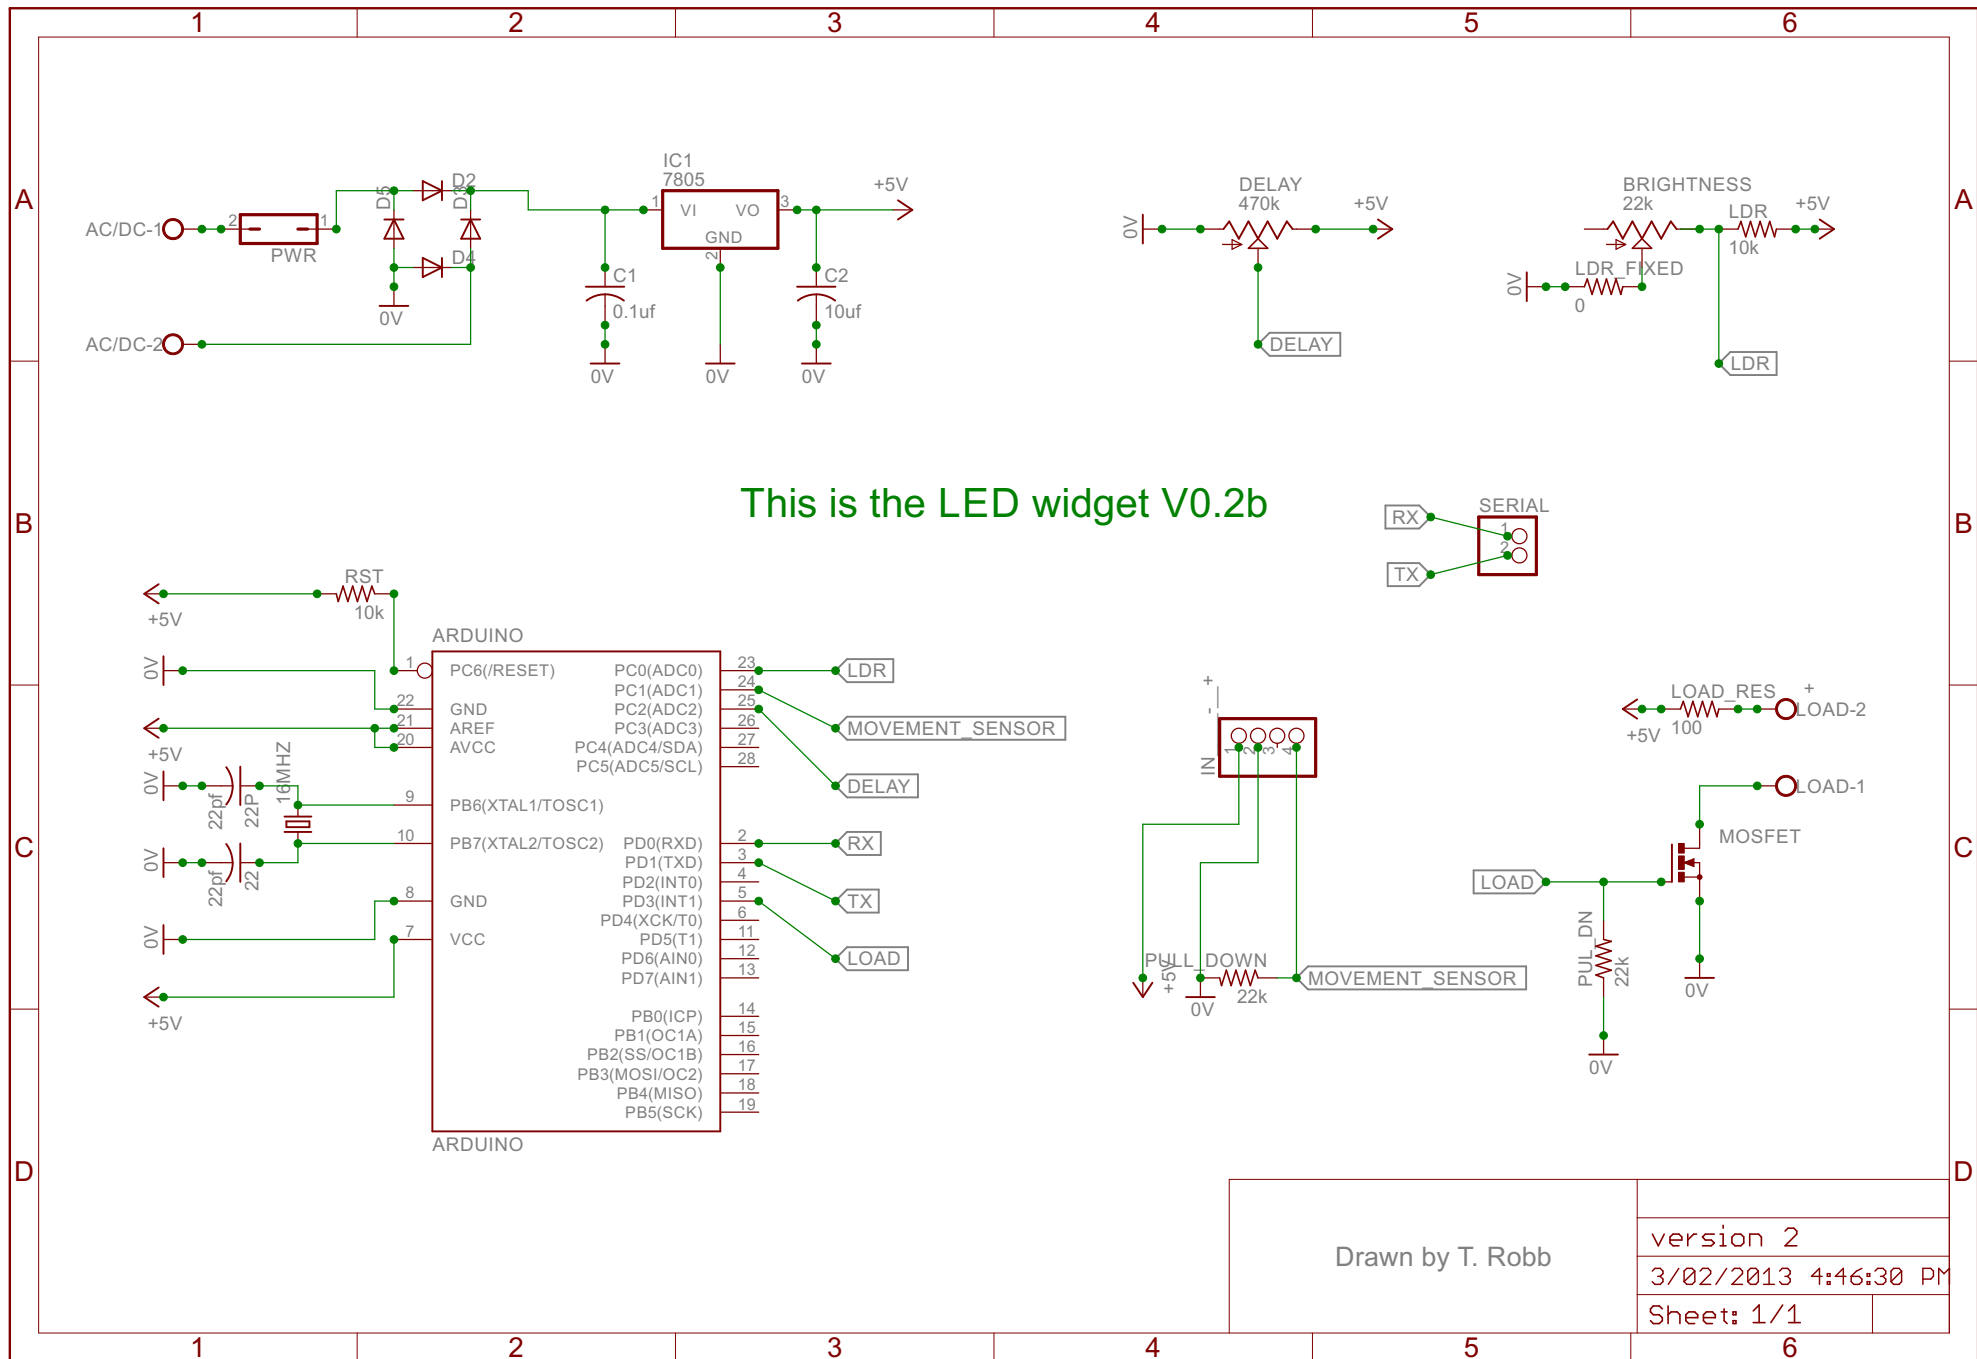 1 2 3 4 5 6
A
A
IC1
7805
AC/DC-1
2 1
PWR
D5
D2
D3
D4
0V
AC/DC-2
1 VI VO 3
GND
2
+5V
C1
0.1uf
C2
10uf
0V
0V
0V
DELAY
470k
0V
+5V
DELAY
BRIGHTNESS
22k
LDR
10k
+5V
LDR_FIXED
0V
0
LDR
B
B
This is the LED widget V0.2b
SERIAL
RX
1
2
TX
RST
10k
+5V
0V
+5V
0V
22pf
22P
16MHZ
0V
22pf
22
0V
+5V
ARDUINO
1 PC6(/RESET)
22 GND
21 AREF
20 AVCC
9 PB6(XTAL1/TOSC1)
10 PB7(XTAL2/TOSC2)
8 GND
7 VCC
PC0(ADC0) 23
PC1(ADC1) 24
PC2(ADC2) 25
PC3(ADC3) 26
PC4(ADC4/SDA) 27
PC5(ADC5/SCL) 28
PD0(RXD) 2
PD1(TXD) 3
PD2(INT0) 4
PD3(INT1) 5
PD4(XCK/T0) 6
PD5(T1) 11
PD6(AIN0) 12
PD7(AIN1) 13
PB0(ICP) 14
PB1(OC1A) 15
PB2(SS/OC1B) 16
PB3(MOSI/OC2) 17
PB4(MISO) 18
PB5(SCK) 19
ARDUINO
LDR
MOVEMENT_SENSOR
DELAY
RX
TX
LOAD
C
C
- +
IN
1 2 3 4
PULL_DOWN
+5V
0V
22k
MOVEMENT_SENSOR
LOAD_RES
+5V
100
+
LOAD-2
LOAD-1
MOSFET
LOAD
PUL_DN
22k
0V
0V
D
D
Drawn by T. Robb
version 2
3/02/2013 4:46:30 PM
Sheet: 1/1
1 2 3 4 5 6